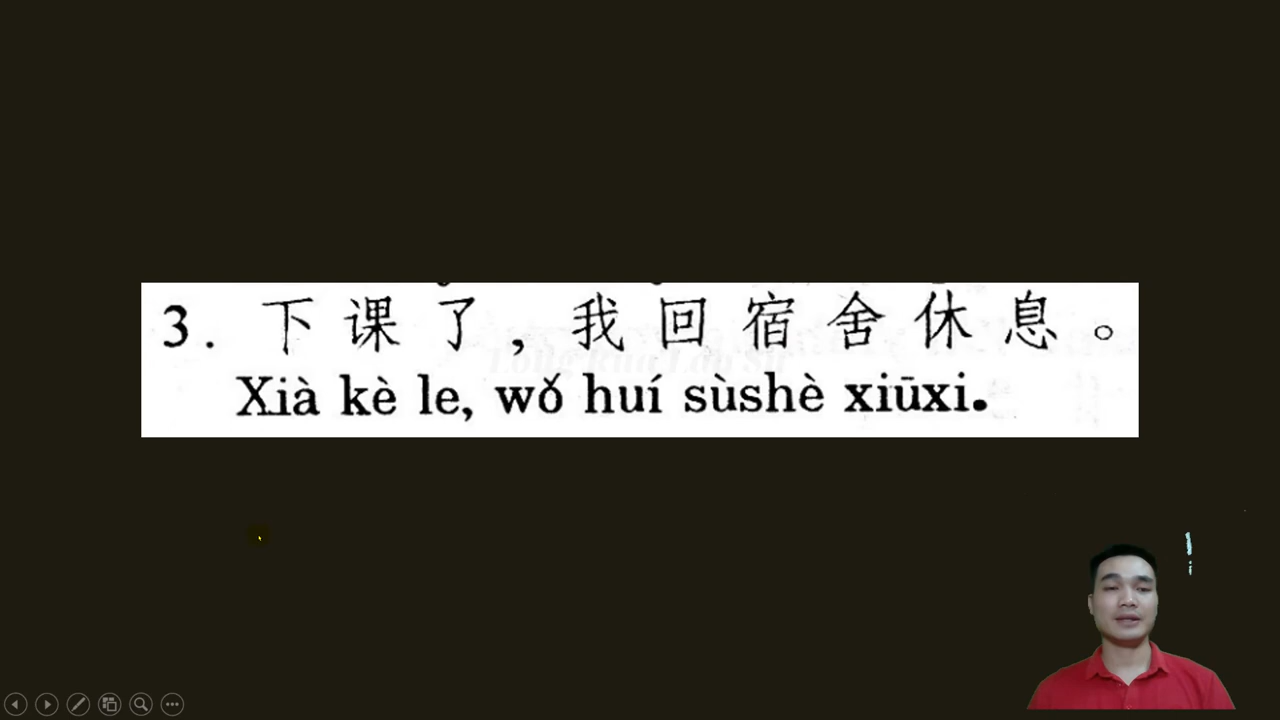 3. 下课了，我回宿舍休息。
Xià kè le, wǒ huí sùshè xiūxi.